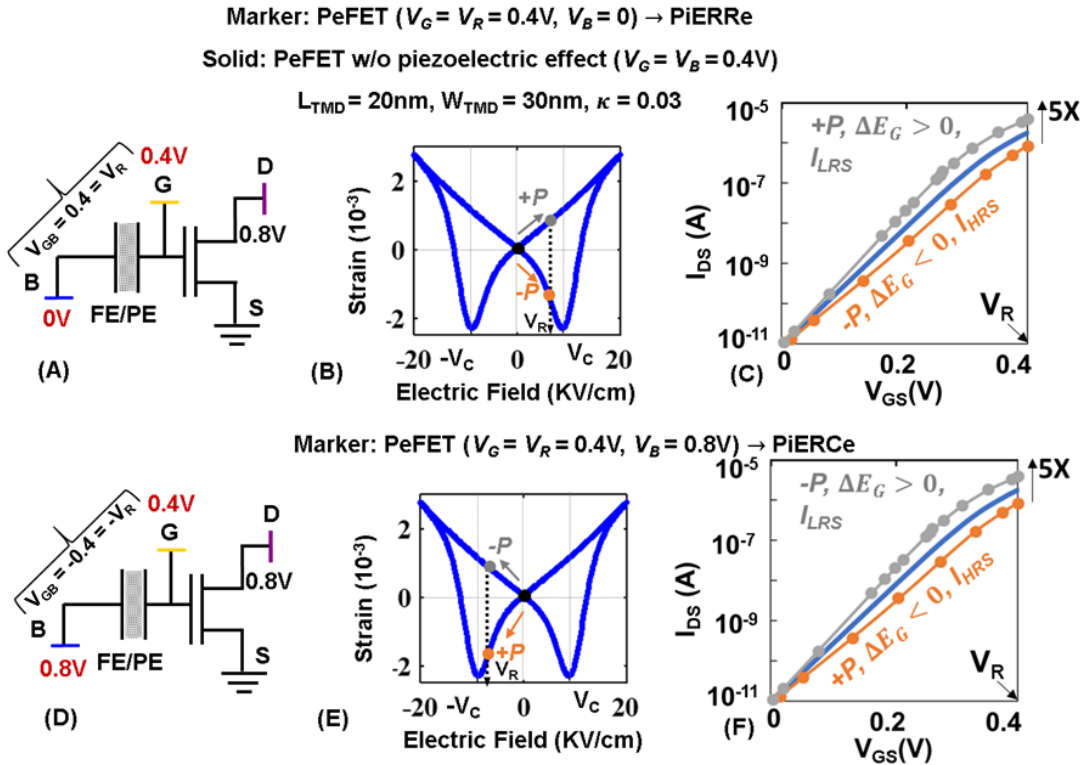 Marker: PeFET (V_G = V_R = 0.4V, V_B = 0) → PiERRe
Solid: PeFET w/o piezoelectric effect (V_G = V_B = 0.4V)
L_TMD = 20nm, W_TMD = 30nm, κ = 0.03
V_GB = 0.4 = V_R
0.4V
G
D
0.8V
B
0V
FE/PE
S
(A)
Strain (10⁻³)
2
0
-2
+P
-P
V_R
-20
-V_C
0
V_C
20
Electric Field (KV/cm)
(B)
I_DS (A)
10⁻⁵
10⁻⁷
10⁻⁹
10⁻¹¹
+P, ΔE_G > 0,
I_LRS
5X
-P, ΔE_G < 0, I_HRS
V_R
0
0.2
0.4
V_GS(V)
(C)
Marker: PeFET (V_G = V_R = 0.4V, V_B = 0.8V) → PiERCe
V_GB = -0.4 = -V_R
0.4V
G
D
0.8V
B
0.8V
FE/PE
S
(D)
Strain (10⁻³)
2
0
-2
-P
+P
V_R
-20
-V_C
0
V_C
20
Electric Field (KV/cm)
(E)
I_DS (A)
10⁻⁵
10⁻⁷
10⁻⁹
10⁻¹¹
-P, ΔE_G > 0,
I_LRS
5X
+P, ΔE_G < 0, I_HRS
V_R
0
0.2
0.4
V_GS(V)
(F)